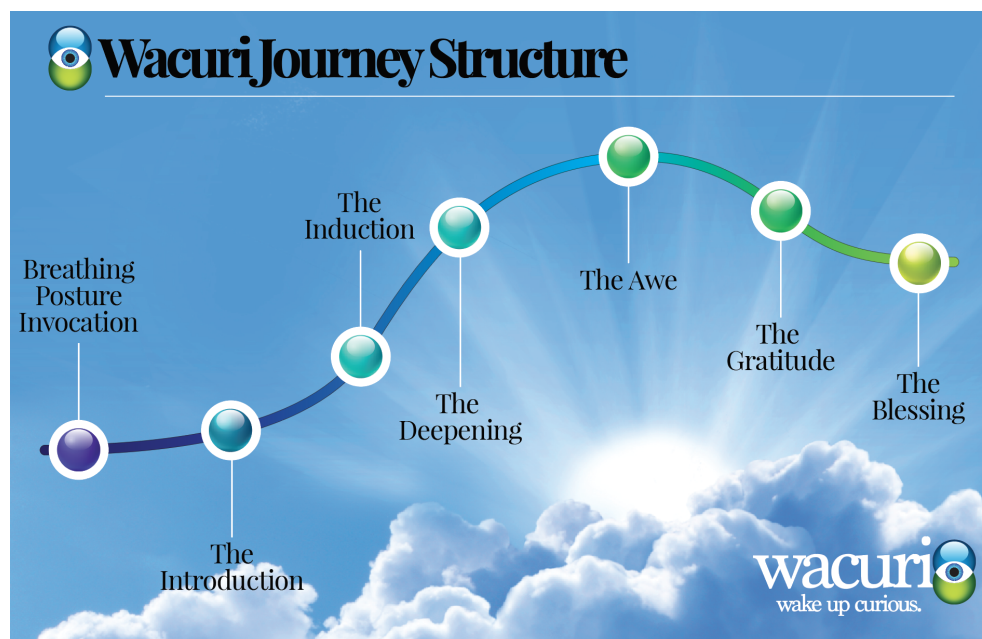 Wacuri Journey Structure
Breathing
Posture
Invocation
The
Introduction
The
Induction
The
Deepening
The Awe
The
Gratitude
The
Blessing
wacuri
wake up curious.